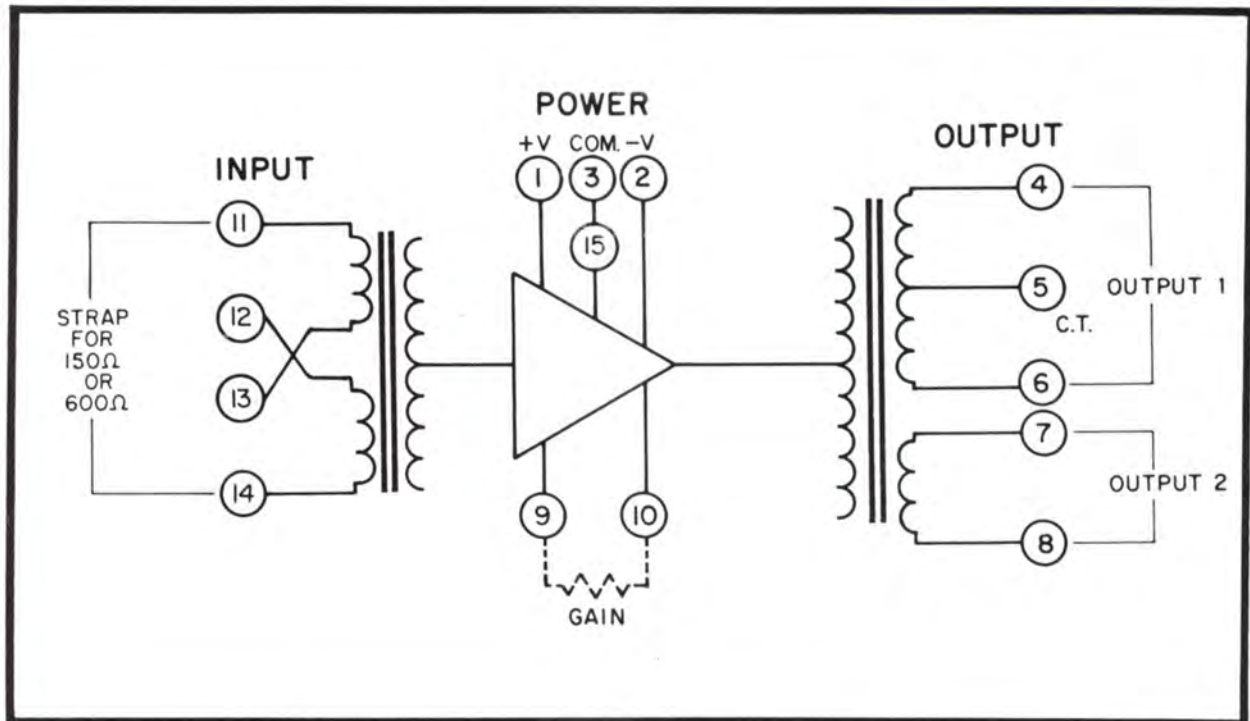 POWER
+V COM. -V
1 3 2
15
INPUT
11
12
13
14
STRAP
FOR
150Ω
OR
600Ω
9 10
GAIN
OUTPUT
4
5
C.T.
6
OUTPUT 1
7
8
OUTPUT 2